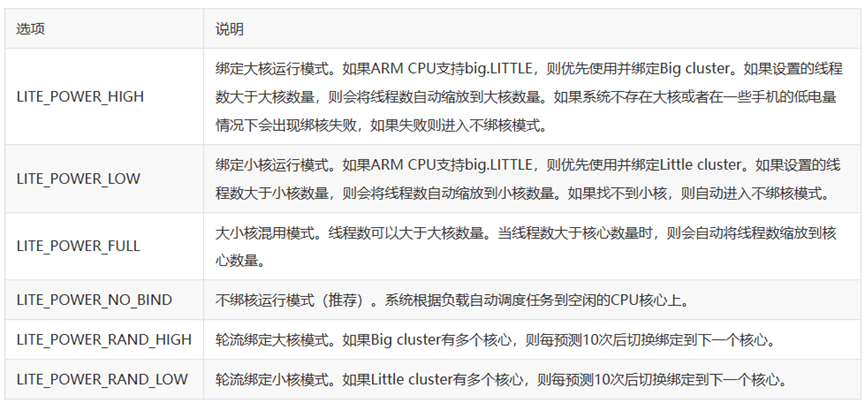 选项 说明
LITE_POWER_HIGH
绑定大核运行模式。如果ARM CPU支持big.LITTLE，则优先使用并绑定Big cluster。如果设置的线程
数大于大核数量，则会将线程数自动缩放到大核数量。如果系统不存在大核或者在一些手机的低电量
情况下会出现绑核失败，如果失败则进入不绑核模式。
LITE_POWER_LOW
绑定小核运行模式。如果ARM CPU支持big.LITTLE，则优先使用并绑定Little cluster。如果设置的线
程数大于小核数量，则会将线程数自动缩放到小核数量。如果找不到小核，则自动进入不绑核模式。
LITE_POWER_FULL
大小核混用模式。线程数可以大于大核数量。当线程数大于核心数量时，则会自动将线程数缩放到核
心数量。
LITE_POWER_NO_BIND 不绑核运行模式（推荐）。系统根据负载自动调度任务到空闲的CPU核心上。
LITE_POWER_RAND_HIGH 轮流绑定大核模式。如果Big cluster有多个核心，则每预测10次后切换绑定到下一个核心。
LITE_POWER_RAND_LOW 轮流绑定小核模式。如果Little cluster有多个核心，则每预测10次后切换绑定到下一个核心。